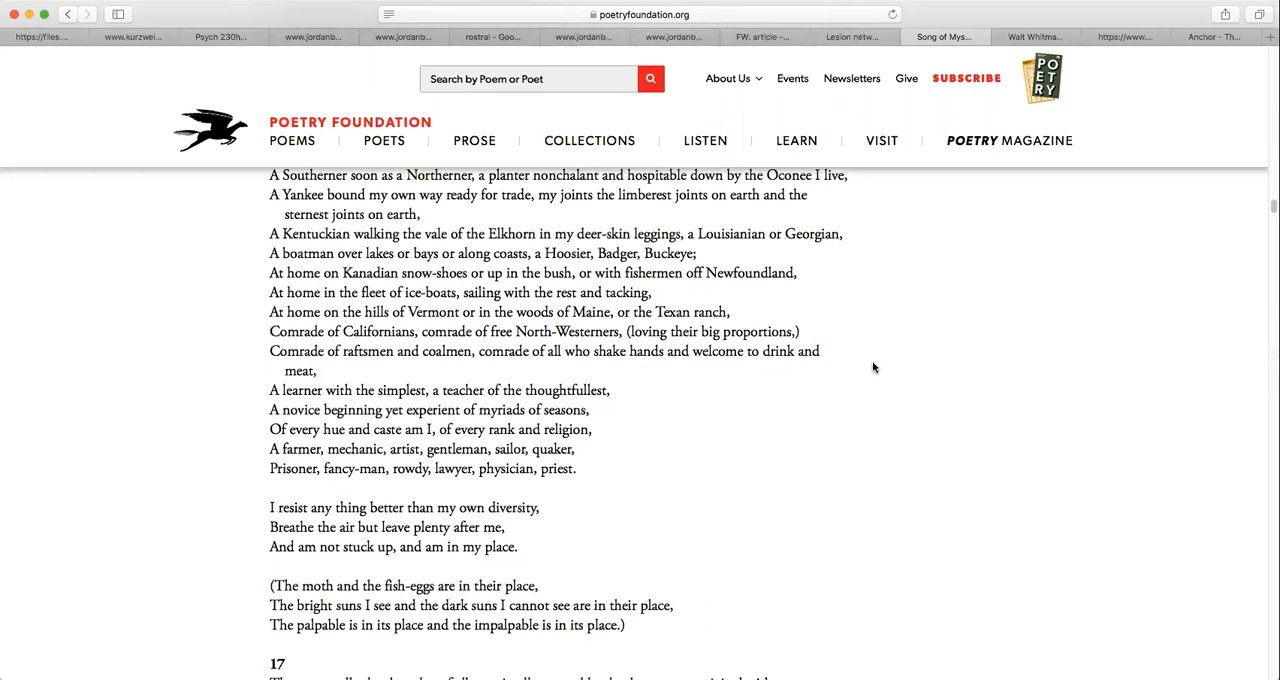 poetryfoundation.org
https://files....
www.kurzwei...
Psych 230h...
www.jordanb...
www.jordanb...
rostral - Goo...
www.jordanb...
www.jordanb...
FW: article -...
Lesion netw...
Song of Mys...
Walt Whitma...
https://www....
Anchor - Th...
Search by Poem or Poet
About Us
Events
Newsletters
Give
SUBSCRIBE
PO
ET
RY
POETRY FOUNDATION
POEMS
POETS
PROSE
COLLECTIONS
LISTEN
LEARN
VISIT
POETRY MAGAZINE
A Southerner soon as a Northerner, a planter nonchalant and hospitable down by the Oconee I live,
A Yankee bound my own way ready for trade, my joints the limberest joints on earth and the
sternest joints on earth,
A Kentuckian walking the vale of the Elkhorn in my deer-skin leggings, a Louisianian or Georgian,
A boatman over lakes or bays or along coasts, a Hoosier, Badger, Buckeye;
At home on Kanadian snow-shoes or up in the bush, or with fishermen off Newfoundland,
At home in the fleet of ice-boats, sailing with the rest and tacking,
At home on the hills of Vermont or in the woods of Maine, or the Texan ranch,
Comrade of Californians, comrade of free North-Westerners, (loving their big proportions,)
Comrade of raftsmen and coalmen, comrade of all who shake hands and welcome to drink and
meat,
A learner with the simplest, a teacher of the thoughtfullest,
A novice beginning yet experient of myriads of seasons,
Of every hue and caste am I, of every rank and religion,
A farmer, mechanic, artist, gentleman, sailor, quaker,
Prisoner, fancy-man, rowdy, lawyer, physician, priest.
I resist any thing better than my own diversity,
Breathe the air but leave plenty after me,
And am not stuck up, and am in my place.
(The moth and the fish-eggs are in their place,
The bright suns I see and the dark suns I cannot see are in their place,
The palpable is in its place and the impalpable is in its place.)
17